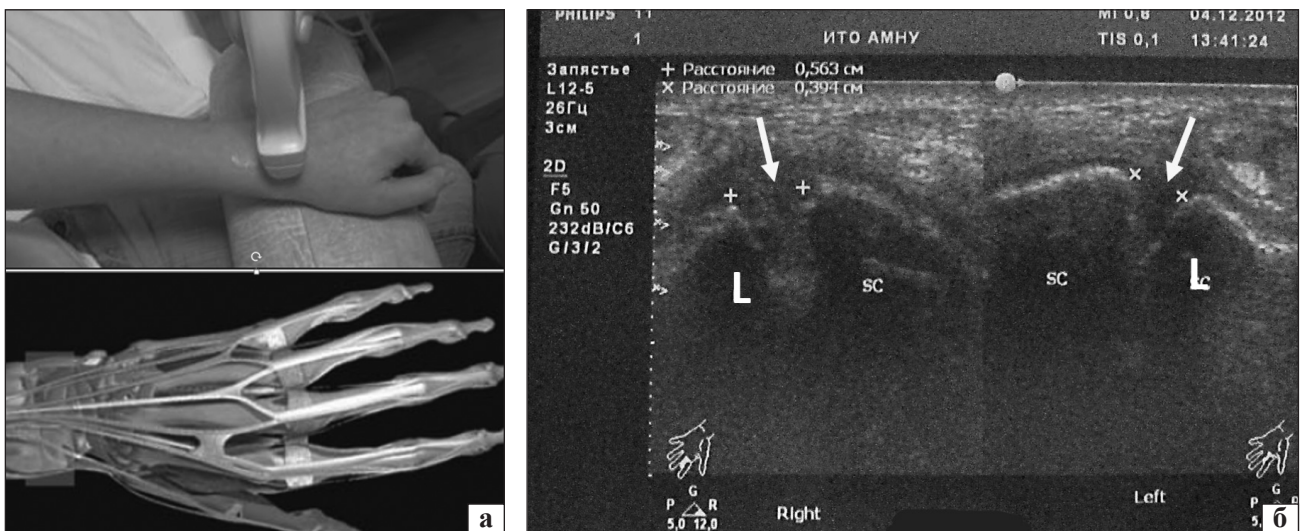 PHILIPS 11 MI 0,8 04.12.2012
1 ИТО АМНУ TIS 0,1 13:41:24
Запястье
L12-5
26Гц
3см
+ Расстояние 0,563 см
× Расстояние 0,394 см
2D
F5
Gn 50
232dB/C6
G/3/2
L SC SC L
G
P R
5,0 12,0
Right
Left
G
P
5,
а
б